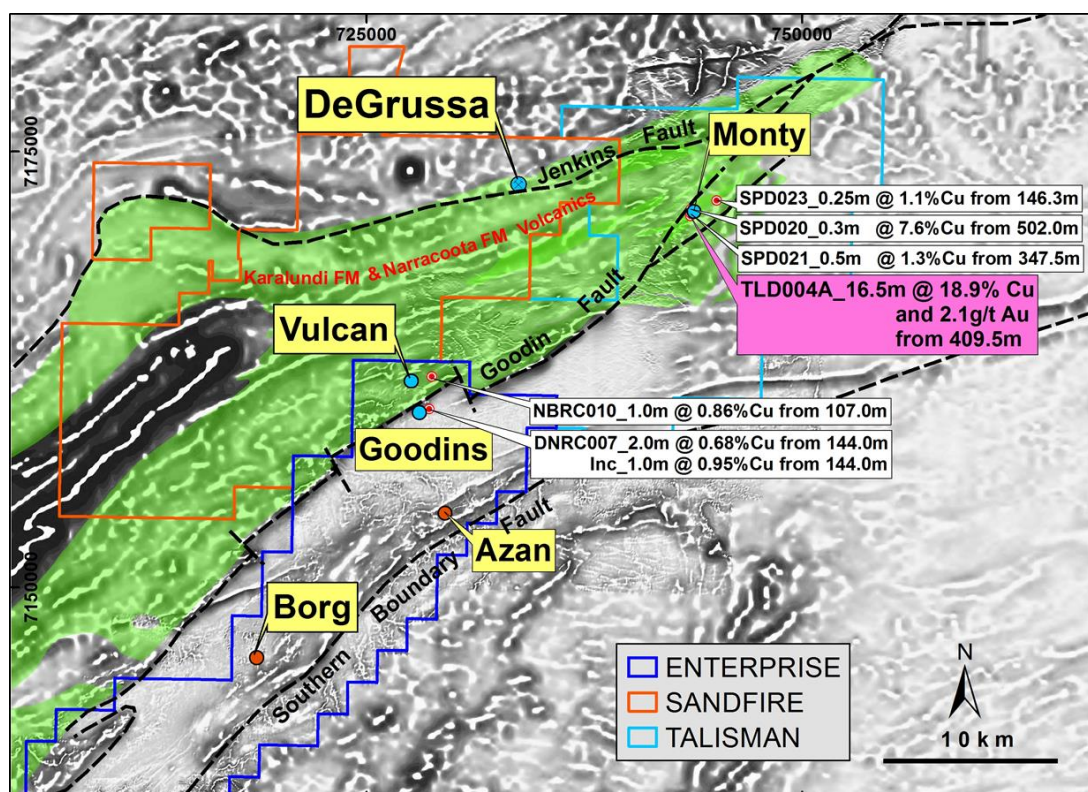 725000
750000
7175000
7150000
DeGrussa
Monty
Jenkins Fault
SPD023_0.25m @ 1.1%Cu from 146.3m
SPD020_0.3m @ 7.6%Cu from 502.0m
SPD021_0.5m @ 1.3%Cu from 347.5m
Karalundi FM & Narracoota FM Volcanics
TLD004A_16.5m @ 18.9% Cu
and 2.1g/t Au
from 409.5m
Vulcan
Goodin Fault
NBRC010_1.0m @ 0.86%Cu from 107.0m
DNRC007_2.0m @ 0.68%Cu from 144.0m
Inc_1.0m @ 0.95%Cu from 144.0m
Goodins
Azan
Southern Boundary Fault
Borg
ENTERPRISE
SANDFIRE
TALISMAN
N
10km